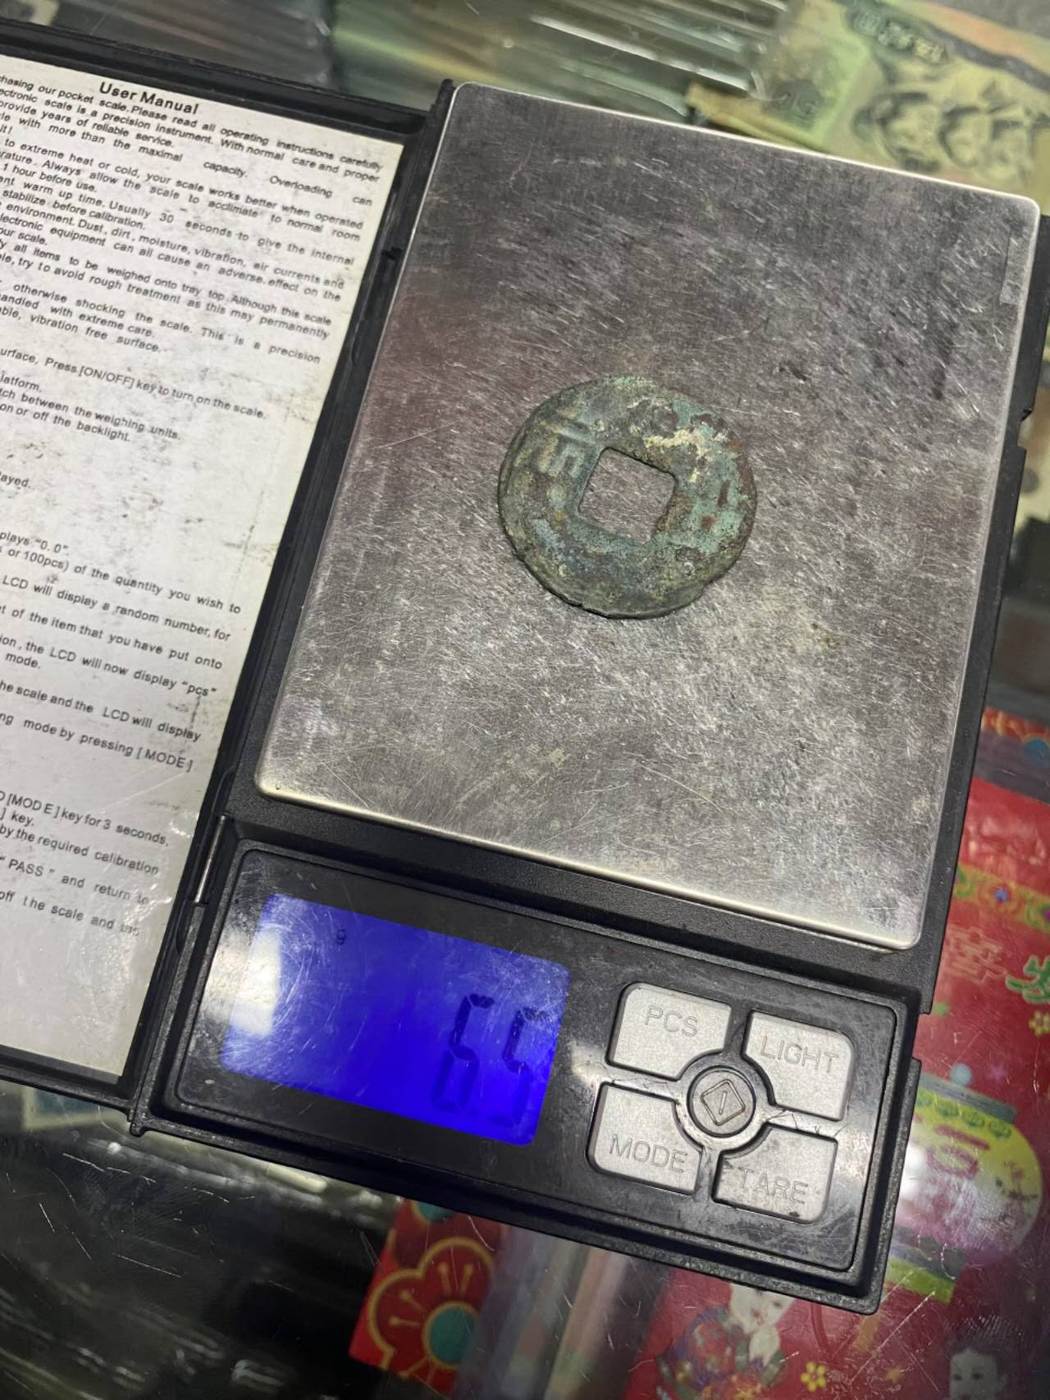 User Manual
hasing our pocket scale. Please read all operating instructions carefully.
ectronic scale is a precision instrument. With normal care and proper
provide years of reliable service.
le with more than the maximal capacity. Overloading can
it!
to extreme heat or cold, your scale works better when operated
rature. Always allow the scale to acclimate to normal room
1 hour before use.
ent warm up time. Usually 30 seconds to give the internal
stabilize before calibration.
environment. Dust, dirt, moisture, vibration, air currents and
lectronic equipment can all cause an adverse effect on the
our scale.
y all items to be weighed onto tray top. Although this scale
le, try to avoid rough treatment as this may permanently
otherwise shocking the scale. This is a precision
andled with extreme care.
ble, vibration free surface.
urface, Press [ON/OFF] key to turn on the scale.
latform.
tch between the weighing units.
on or off the backlight.
ayed.
plays "0.0".
or 100pcs) of the quantity you wish to
LCD will display a random number, for
t of the item that you have put onto
ion, the LCD will now display "pcs"
mode.
he scale and the LCD will display
ng mode by pressing [MODE]
[MODE] key for 3 seconds,
] key.
by the required calibration
"PASS" and return to
off the scale and
g
PCS
LIGHT
MODE
TARE